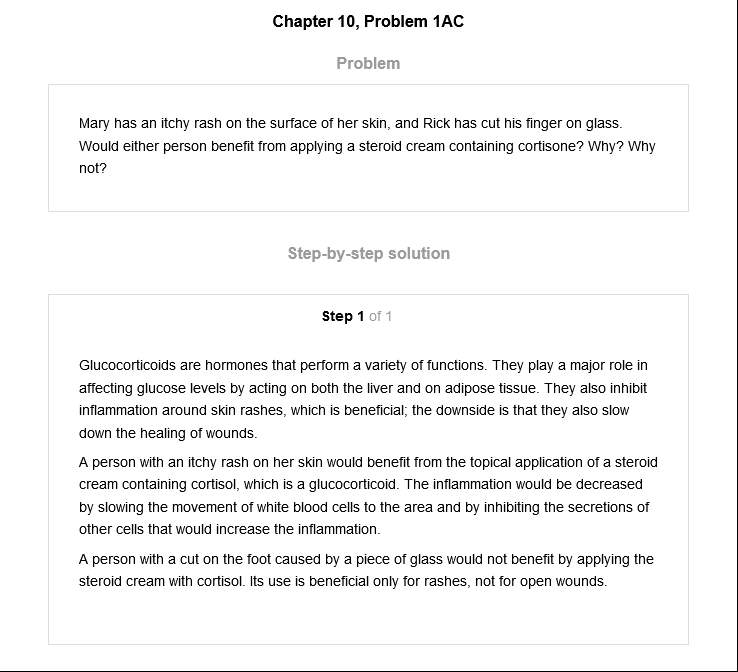 Chapter 10, Problem 1AC
Problem
Mary has an itchy rash on the surface of her skin, and Rick has cut his finger on glass.
Would either person benefit from applying a steroid cream containing cortisone? Why? Why
not?
Step-by-step solution
Step 1 of 1
Glucocorticoids are hormones that perform a variety of functions. They play a major role in
affecting glucose levels by acting on both the liver and on adipose tissue. They also inhibit
inflammation around skin rashes, which is beneficial; the downside is that they also slow
down the healing of wounds.
A person with an itchy rash on her skin would benefit from the topical application of a steroid
cream containing cortisol, which is a glucocorticoid. The inflammation would be decreased
by slowing the movement of white blood cells to the area and by inhibiting the secretions of
other cells that would increase the inflammation.
A person with a cut on the foot caused by a piece of glass would not benefit by applying the
steroid cream with cortisol. Its use is beneficial only for rashes, not for open wounds.